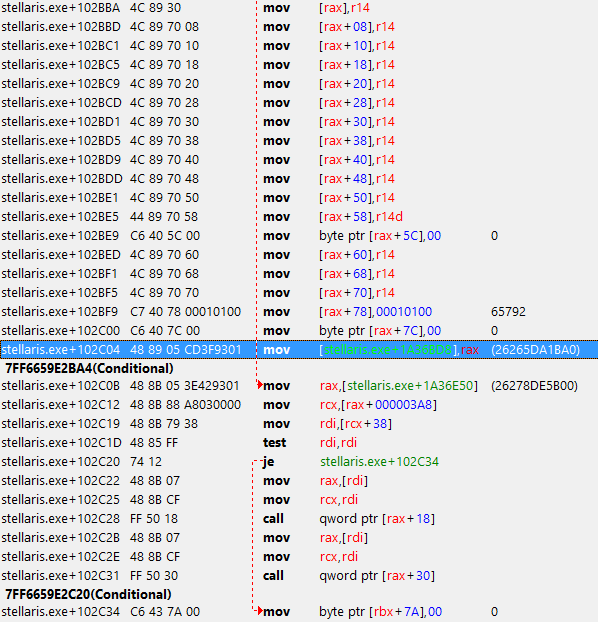 stellaris.exe+102BBA 4C 89 30 mov [rax],r14
stellaris.exe+102BBD 4C 89 70 08 mov [rax+08],r14
stellaris.exe+102BC1 4C 89 70 10 mov [rax+10],r14
stellaris.exe+102BC5 4C 89 70 18 mov [rax+18],r14
stellaris.exe+102BC9 4C 89 70 20 mov [rax+20],r14
stellaris.exe+102BCD 4C 89 70 28 mov [rax+28],r14
stellaris.exe+102BD1 4C 89 70 30 mov [rax+30],r14
stellaris.exe+102BD5 4C 89 70 38 mov [rax+38],r14
stellaris.exe+102BD9 4C 89 70 40 mov [rax+40],r14
stellaris.exe+102BDD 4C 89 70 48 mov [rax+48],r14
stellaris.exe+102BE1 4C 89 70 50 mov [rax+50],r14
stellaris.exe+102BE5 44 89 70 58 mov [rax+58],r14d
stellaris.exe+102BE9 C6 40 5C 00 mov byte ptr [rax+5C],00 0
stellaris.exe+102BED 4C 89 70 60 mov [rax+60],r14
stellaris.exe+102BF1 4C 89 70 68 mov [rax+68],r14
stellaris.exe+102BF5 4C 89 70 70 mov [rax+70],r14
stellaris.exe+102BF9 C7 40 78 00010100 mov [rax+78],00010100 65792
stellaris.exe+102C00 C6 40 7C 00 mov byte ptr [rax+7C],00 0
stellaris.exe+102C04 48 89 05 CD3F9301 mov [stellaris.exe+1A36BD8],rax (26265DA1BA0)
7FF6659E2BA4(Conditional)
stellaris.exe+102C0B 48 8B 05 3E429301 mov rax,[stellaris.exe+1A36E50] (26278DE5B00)
stellaris.exe+102C12 48 8B 88 A8030000 mov rcx,[rax+000003A8]
stellaris.exe+102C19 48 8B 79 38 mov rdi,[rcx+38]
stellaris.exe+102C1D 48 85 FF test rdi,rdi
stellaris.exe+102C20 74 12 je stellaris.exe+102C34
stellaris.exe+102C22 48 8B 07 mov rax,[rdi]
stellaris.exe+102C25 48 8B CF mov rcx,rdi
stellaris.exe+102C28 FF 50 18 call qword ptr [rax+18]
stellaris.exe+102C2B 48 8B 07 mov rax,[rdi]
stellaris.exe+102C2E 48 8B CF mov rcx,rdi
stellaris.exe+102C31 FF 50 30 call qword ptr [rax+30]
7FF6659E2C20(Conditional)
stellaris.exe+102C34 C6 43 7A 00 mov byte ptr [rbx+7A],00 0